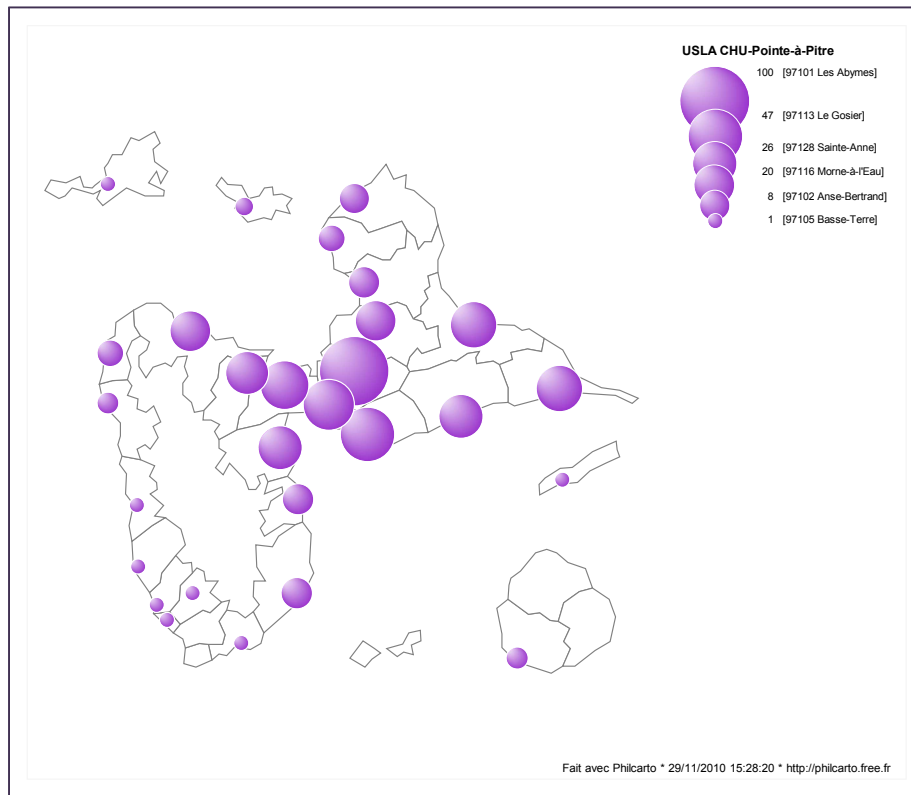 USLA CHU-Pointe-à-Pitre
100 [97101 Les Abymes]
47 [97113 Le Gosier]
26 [97128 Sainte-Anne]
20 [97116 Morne-à-l'Eau]
8 [97102 Anse-Bertrand]
1 [97105 Basse-Terre]
Fait avec Philcarto * 29/11/2010 15:28:20 * http://philcarto.free.fr